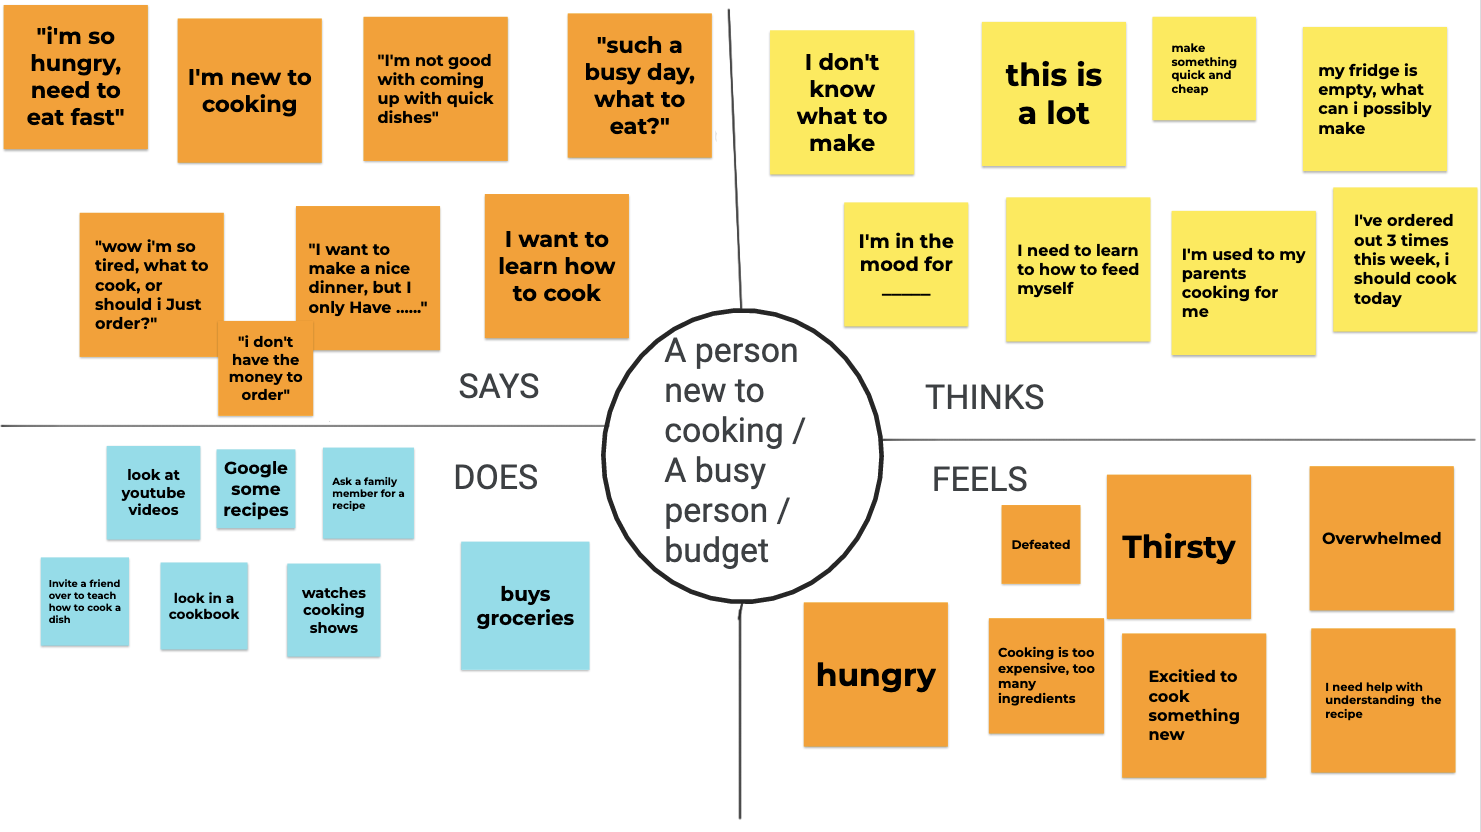 "i'm so
hungry,
need to
eat fast"
I'm new to
cooking
"I'm not good
with coming
up with quick
dishes"
"such a
busy day,
what to
eat?"
"wow i'm so
tired, what to
cook, or
should i Just
order?"
"I want to
make a nice
dinner, but I
only Have ......"
I want to
learn how
to cook
"i don't
have the
money to
order"
SAYS
I don't
know
what to
make
this is
a lot
make
something
quick and
cheap
my fridge is
empty, what
can i possibly
make
I'm in the
mood for
_____
I need to learn
to how to feed
myself
I'm used to my
parents
cooking for
me
I've ordered
out 3 times
this week, i
should cook
today
THINKS
A person
new to
cooking /
A busy
person /
budget
DOES
look at
youtube
videos
Google
some
recipes
Ask a family
member for a
recipe
Invite a friend
over to teach
how to cook a
dish
look in a
cookbook
watches
cooking
shows
buys
groceries
FEELS
Defeated
Thirsty
Overwhelmed
hungry
Cooking is too
expensive, too
many
ingredients
Excitied to
cook
something
new
I need help with
understanding the
recipe